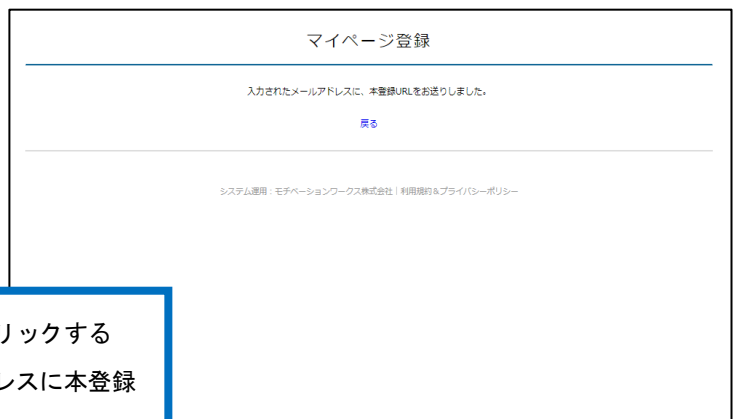 マイページ登録
入力されたメールアドレスに、本登録URLをお送りしました。
戻る
システム運用:モチベーションワークス株式会社|利用規約&プライバシーポリシー
リックする
レスに本登録